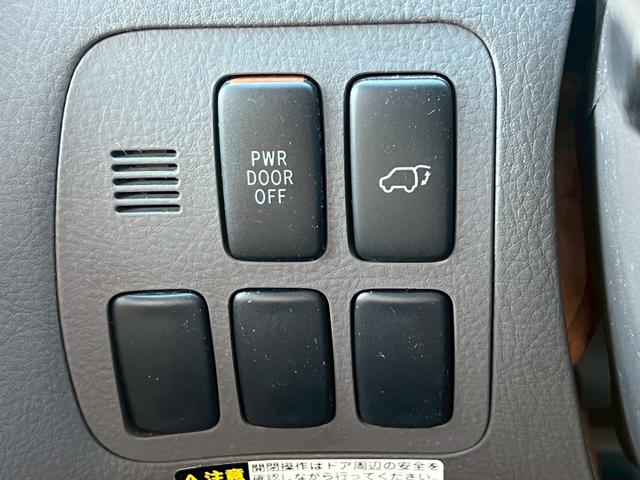 PWR
DOOR
OFF
注意
開閉操作はドア周辺の安全を
確認しながら行ってください。